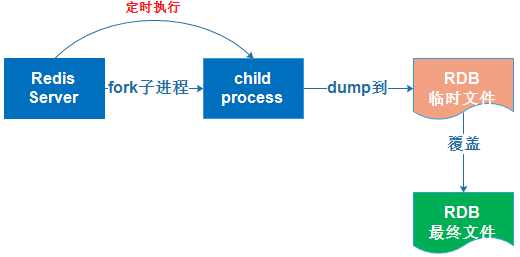 定时执行
Redis
Server
fork子进程
child
process
dump到
RDB
临时文件
覆盖
RDB
最终文件